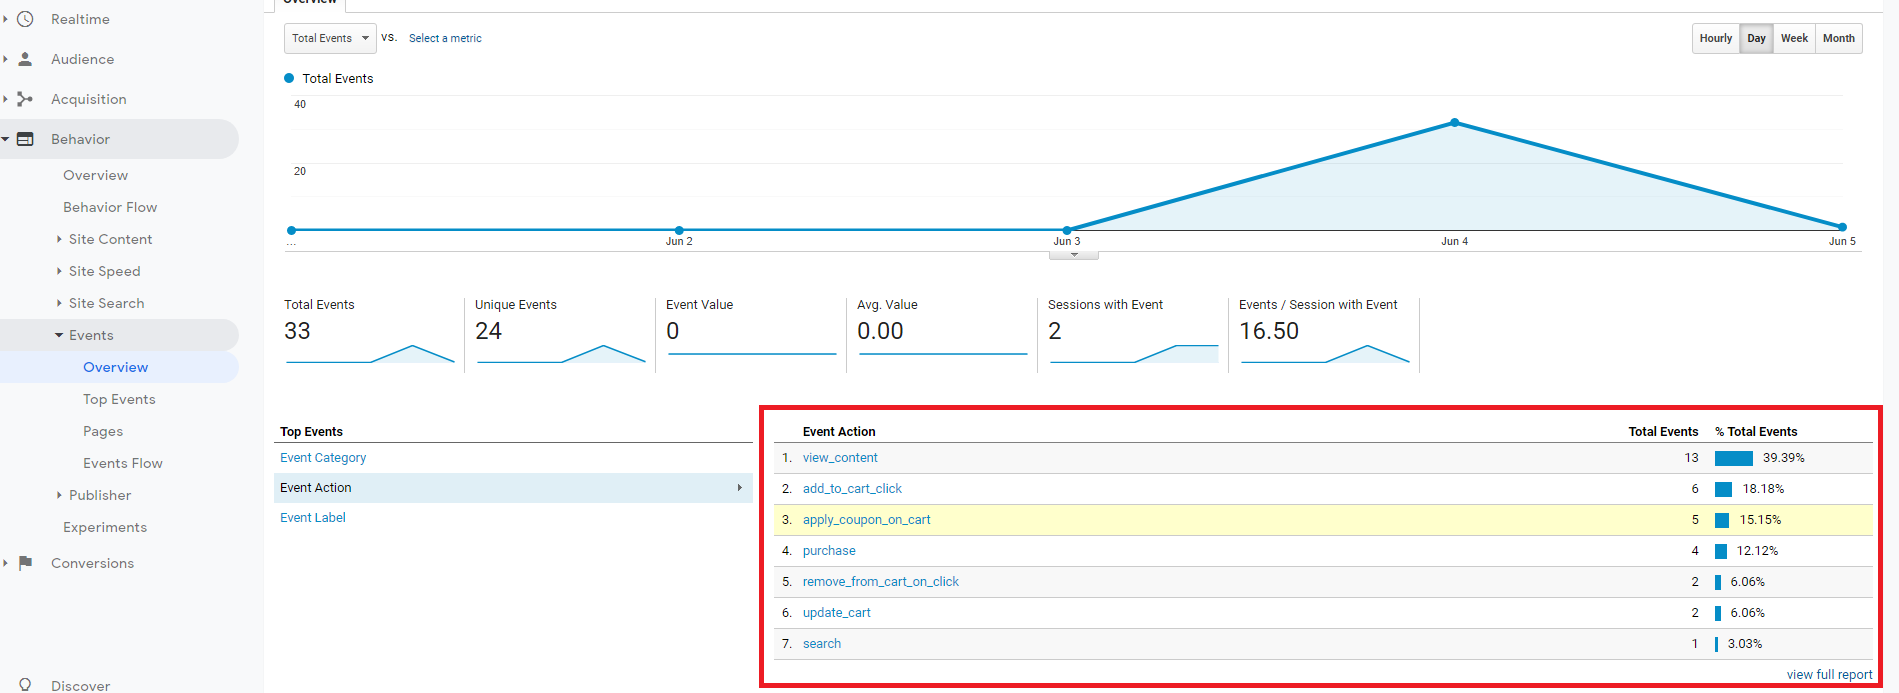 Realtime
Audience
Acquisition
Behavior
Overview
Behavior Flow
Site Content
Site Speed
Site Search
Events
Overview
Top Events
Pages
Events Flow
Publisher
Experiments
Conversions
Discover
Overview
Total Events vs. Select a metric
Hourly Day Week Month
Total Events
40
20
... Jun 2 Jun 3 Jun 4 Jun 5
Total Events Unique Events Event Value Avg. Value Sessions with Event Events / Session with Event
33 24 0 0.00 2 16.50
Top Events
Event Category
Event Action
Event Label
Event Action Total Events % Total Events
1. view_content 13 39.39%
2. add_to_cart_click 6 18.18%
3. apply_coupon_on_cart 5 15.15%
4. purchase 4 12.12%
5. remove_from_cart_on_click 2 6.06%
6. update_cart 2 6.06%
7. search 1 3.03%
view full report